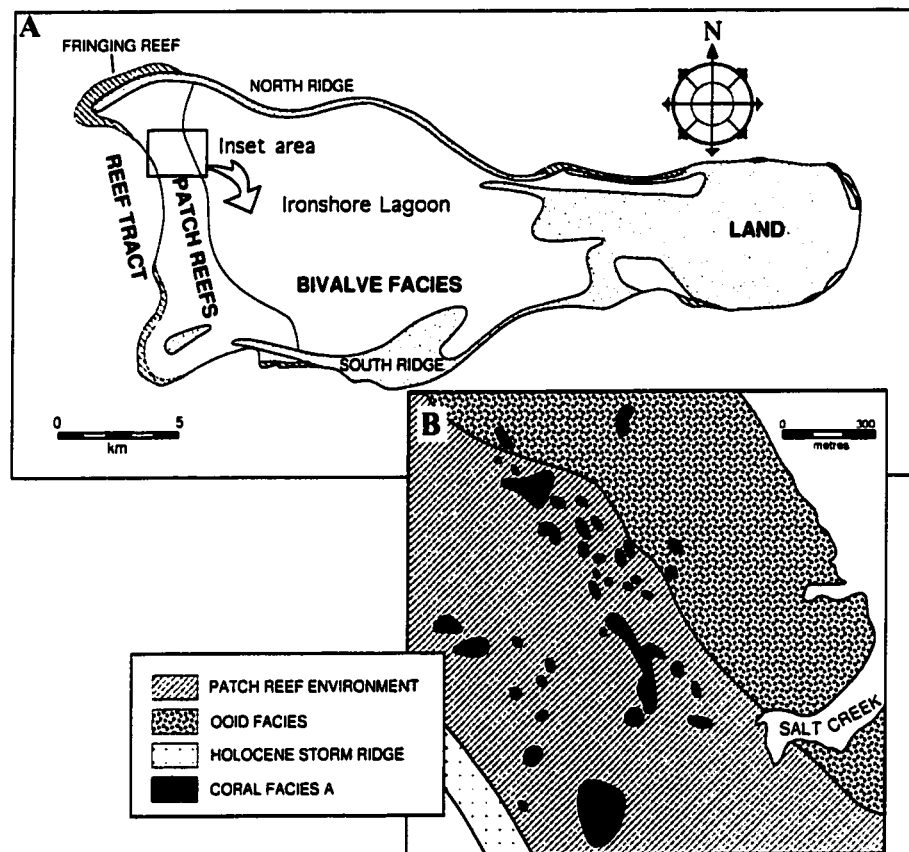 A
FRINGING REEF
NORTH RIDGE
N
Inset area
Ironshore Lagoon
REEF TRACT
PATCH REEFS
LAND
BIVALVE FACIES
SOUTH RIDGE
0 5
km
B
0 300
metres
SALT CREEK
PATCH REEF ENVIRONMENT
OOID FACIES
HOLOCENE STORM RIDGE
CORAL FACIES A